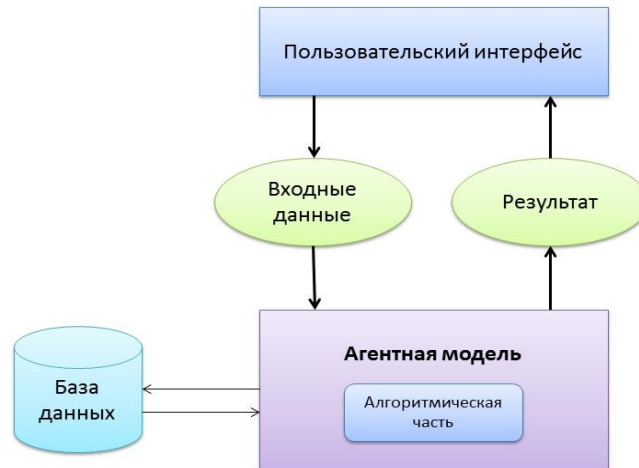 Пользовательский интерфейс
Входные
данные
Результат
Агентная модель
База
данных
Алгоритмическая
часть